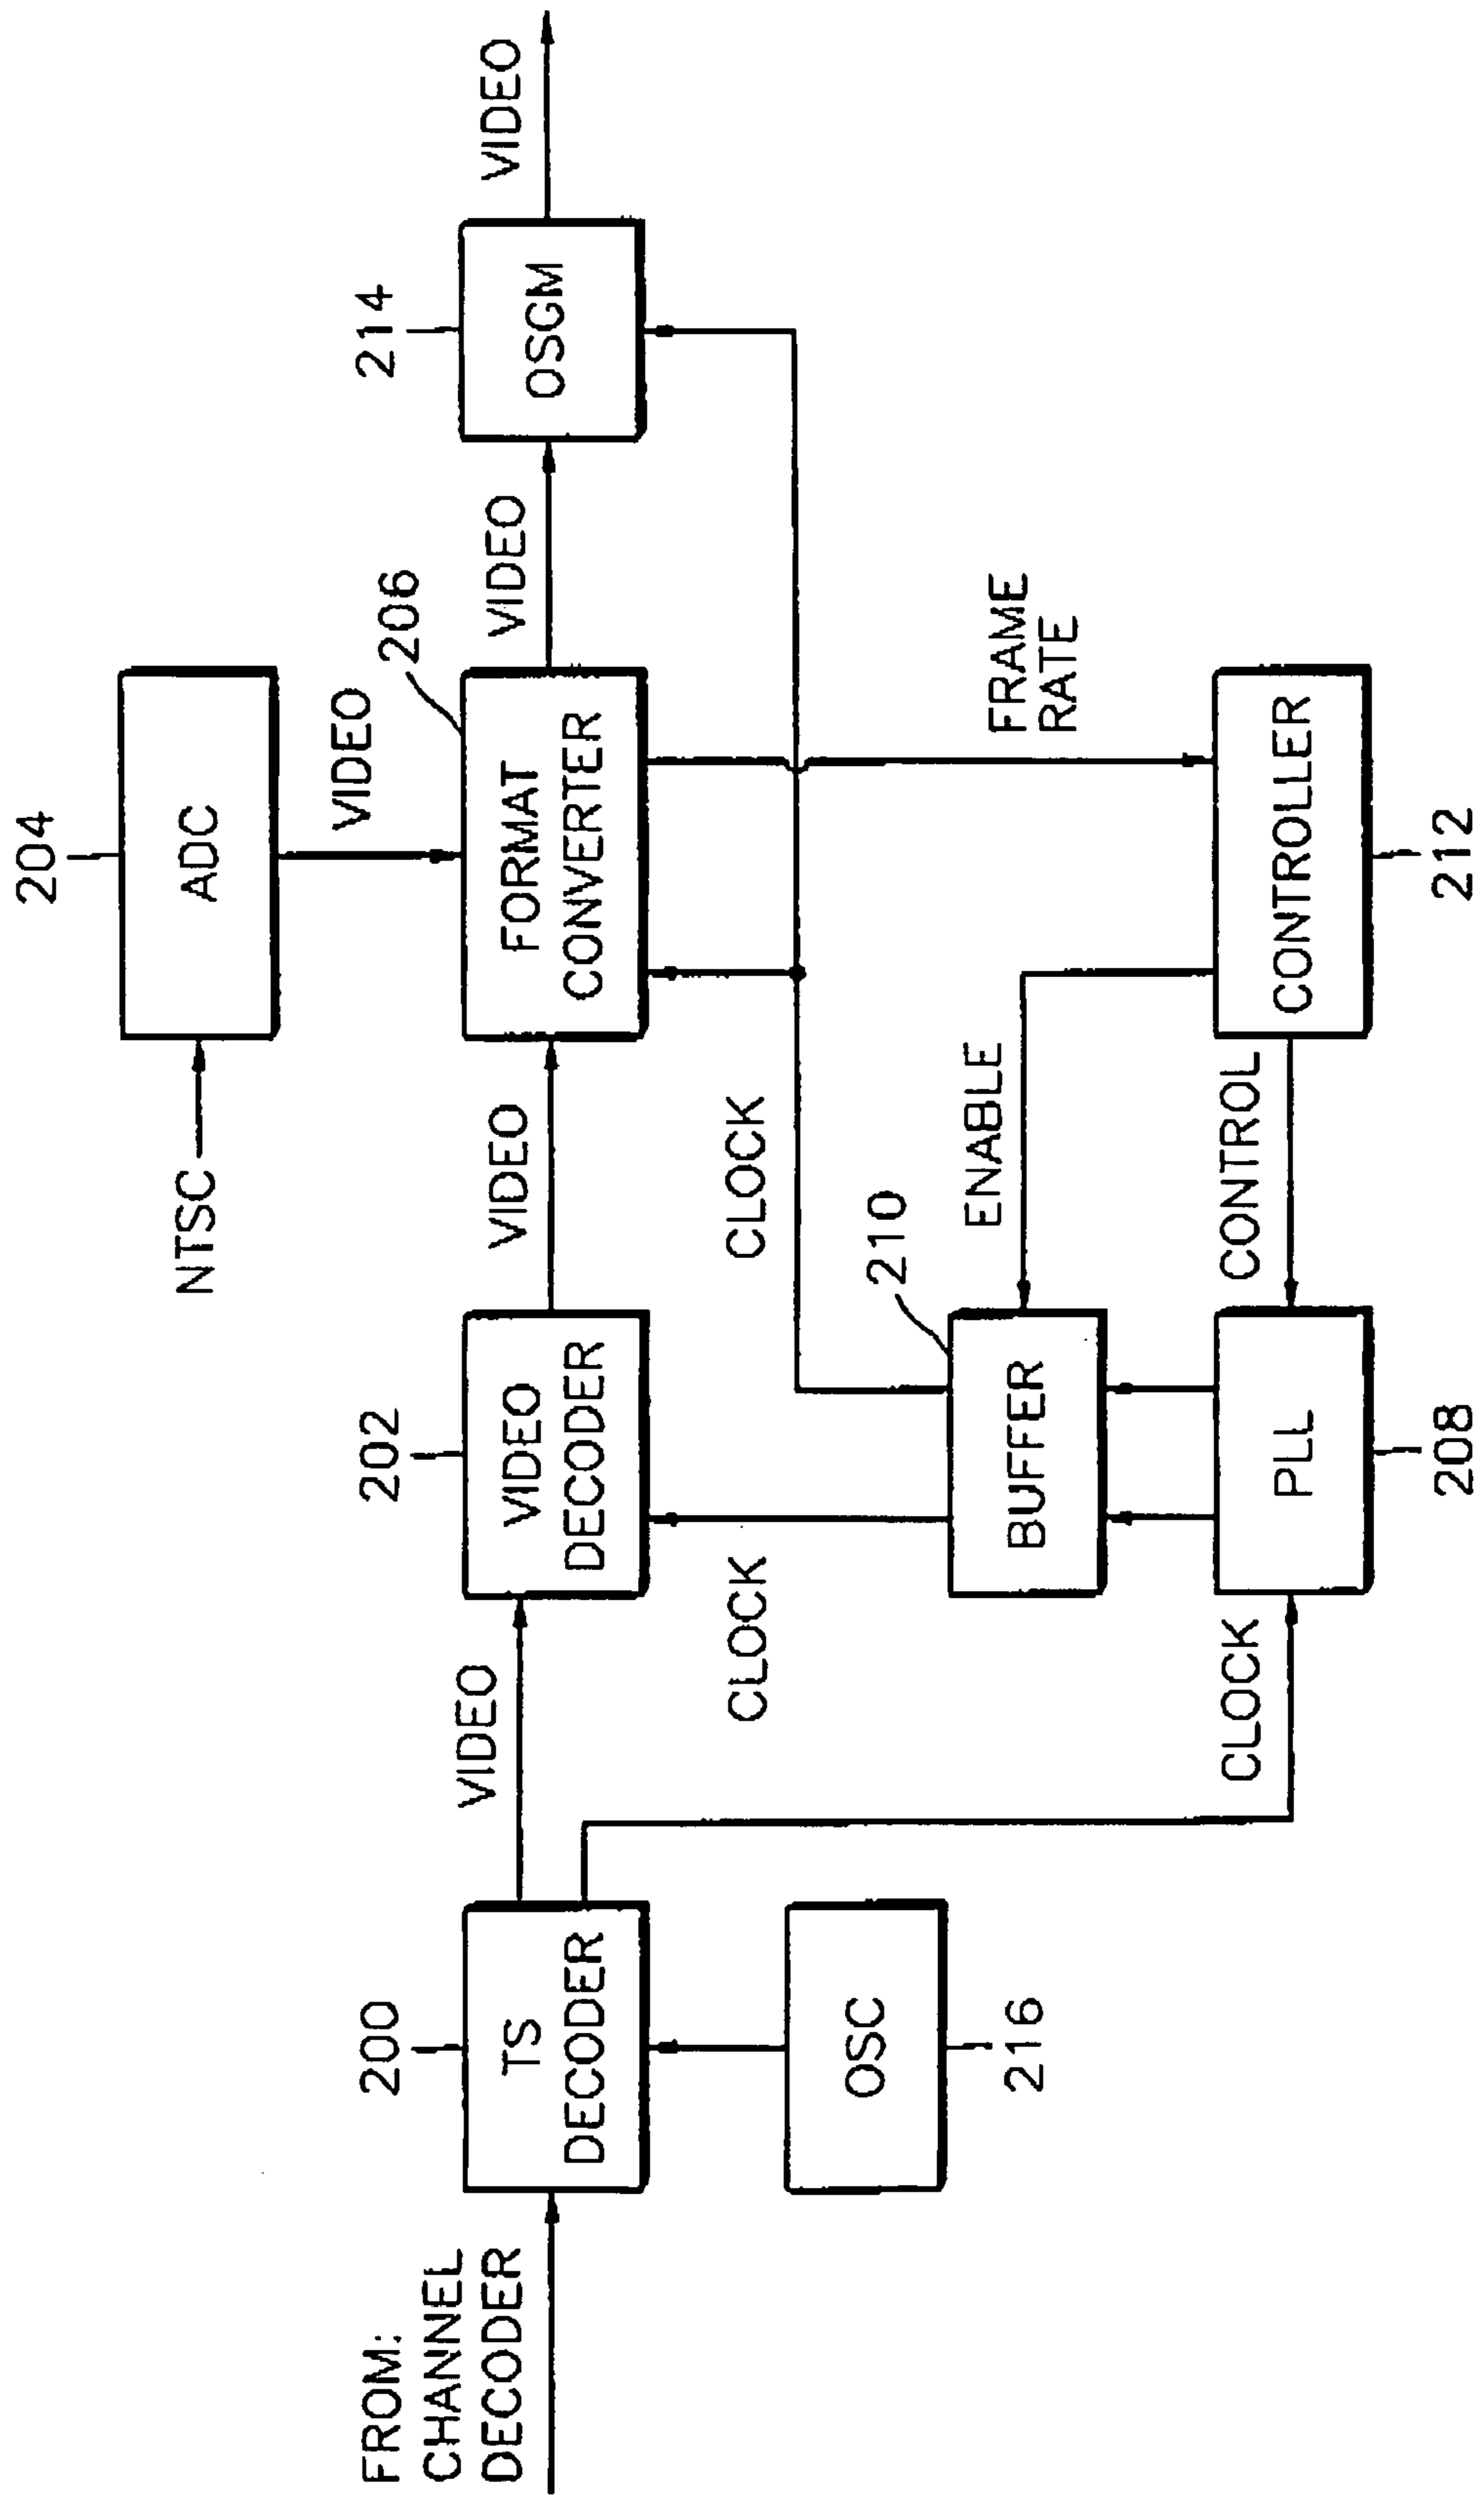 204
ADC
NTSC
VIDEO
206
FROM:
CHANNEL
DECODER
200
TS
DECODER
VIDEO
202
VIDEO
DECODER
VIDEO
FORMAT
CONVERTER
VIDEO
214
OSGM
VIDEO
CLOCK
CLOCK
OSC
216
210
BUFFER
ENABLE
FRAME
RATE
CLOCK
PLL
208
CONTROL
CONTROLLER
212